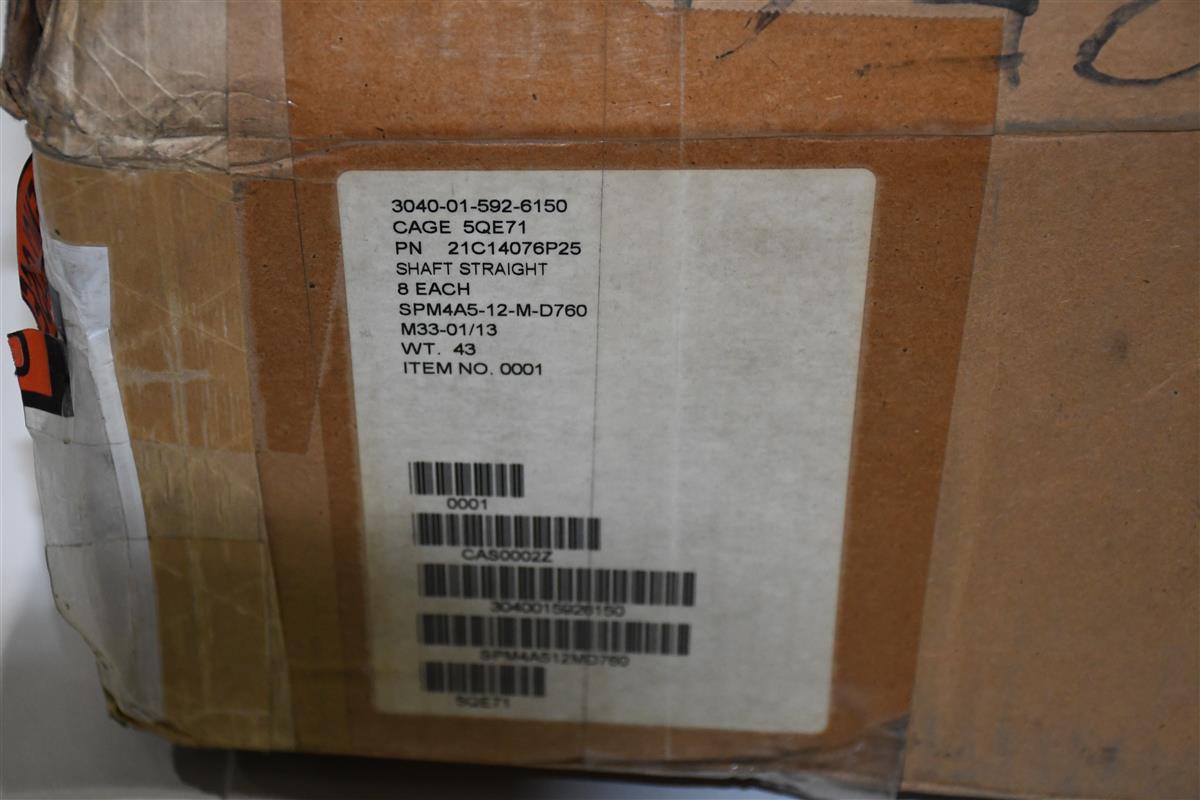 3040-01-592-6150
CAGE 5QE71
PN 21C14076P25
SHAFT STRAIGHT
8 EACH
SPM4A5-12-M-D760
M33-01/13
WT. 43
ITEM NO. 0001
0001
CAS0002Z
3040015926150
SPM4A512MD760
5QE71